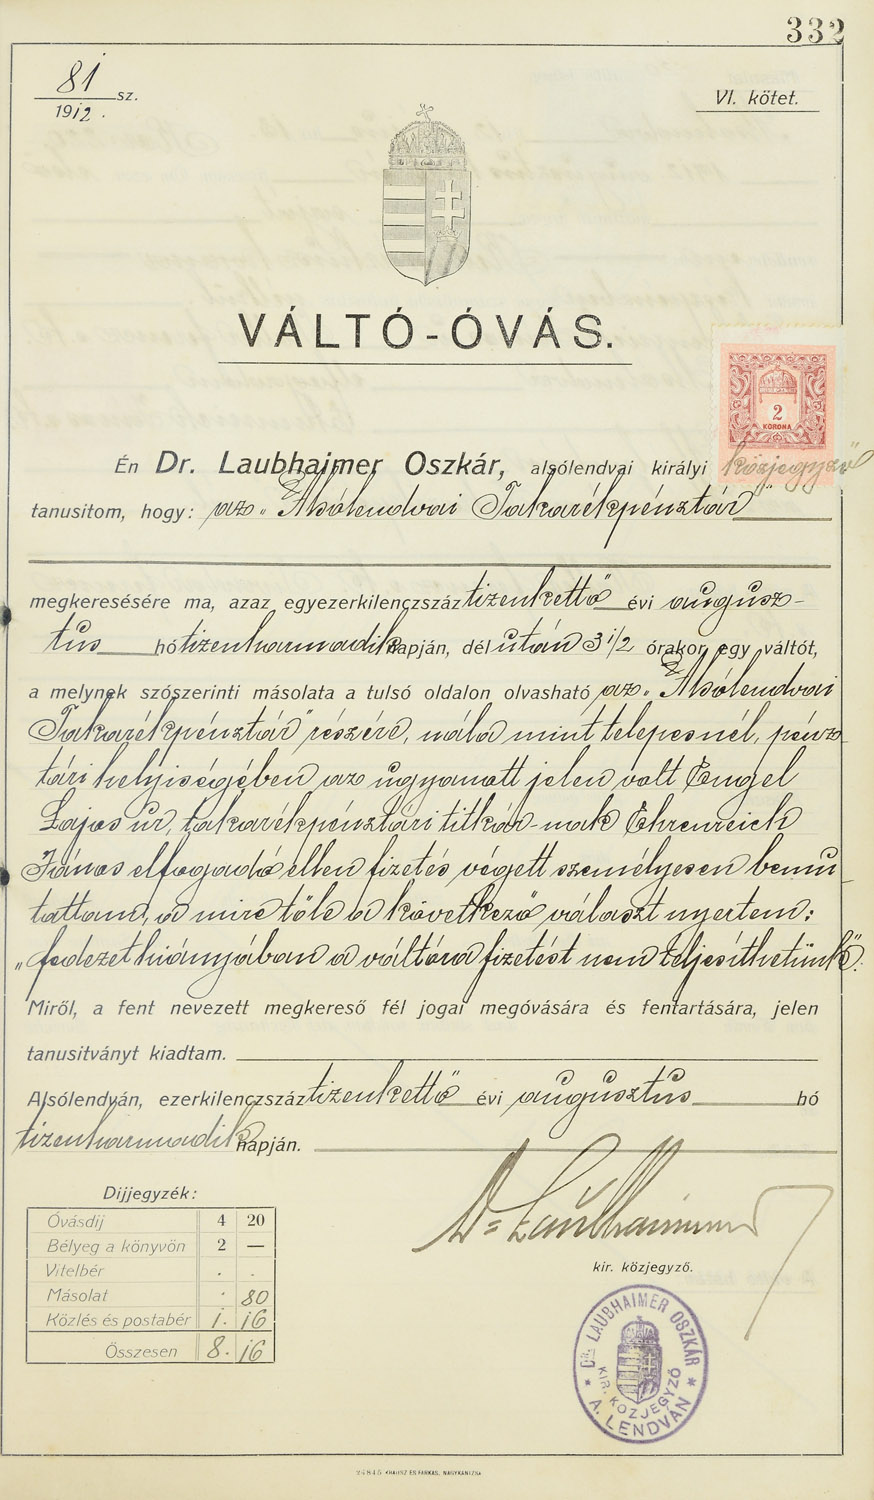 332
81 sz.
1912.
VI. kötet.
VÁLTÓ-ÓVÁS.
2
KORONA
Én Dr. Laubhaimer Oszkár, alsólendvai királyi közjegyző
tanusitom, hogy: az „Alsólendvai Takarékpénztár"
megkeresésére ma, azaz egyezerkilenczszáz tizenkettő évi augusz-
tus hó tizenharmadik napján, dél után 3 1/2 órakor egy váltót,
a melynek szószerinti másolata a tulsó oldalon olvasható az „Alsólendvai
Takarékpénztár" részére, nála mint telepesnél, pénz-
tári helyiségében az ugyanott jelen volt Engel
Lajos úr, takarékpénztári titkár-nak Ehrenreich
János elfogadó ellen fizetés végett személyesen bemu-
tattam, a mire tőle a következő választ nyertem:
„fedezet hiányában a váltóra fizetést nem teljesíthetünk".
Miről, a fent nevezett megkereső fél jogai megóvására és fentartására, jelen
tanusitványt kiadtam.
Alsólendván, ezerkilenczszáz tizenkettő évi augusztus hó
tizenharmadik napján.
Dr Laubhaimer
kir. közjegyző.
Dijjegyzék:
Óvásdij 4 20
Bélyeg a könyvön 2 —
Vitelbér . .
Másolat . 80
Közlés és postabér 1. 16
Összesen 8. 16
DR. LAUBHAIMER OSZKÁR
KIR. KÖZJEGYZŐ
A. LENDVÁN